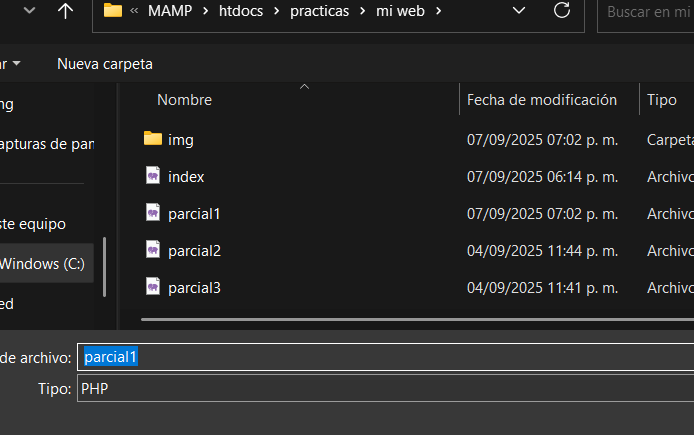 « MAMP > htdocs > practicas > mi web >
Buscar en mi
ar
Nueva carpeta
ng
apturas de pan
ste equipo
Windows (C:)
ed
Nombre Fecha de modificación Tipo
img 07/09/2025 07:02 p. m. Carpeta
index 07/09/2025 06:14 p. m. Archivo
parcial1 07/09/2025 07:02 p. m. Archivo
parcial2 04/09/2025 11:44 p. m. Archivo
parcial3 04/09/2025 11:41 p. m. Archivo
de archivo: parcial1
Tipo: PHP